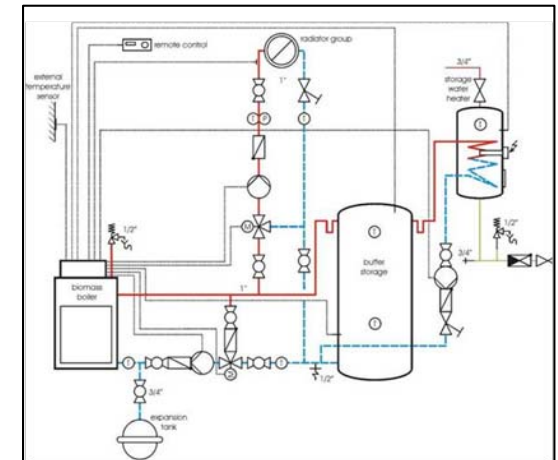 remote control
radiator group
external
temperature
sensor
1"
3/4"
storage
water
heater
T
T
P
T
1/2"
M
T
buffer
storage
1/2"
3/4"
biomass
boiler
1"
T
T
T
M
1/2"
3/4"
expansion
tank